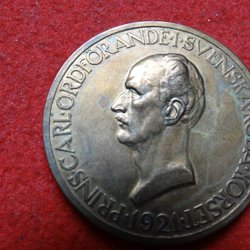 PRINS·CARL·ORDFÖRANDE·I·SVENSKA RÖDA KORSET·
·1921·